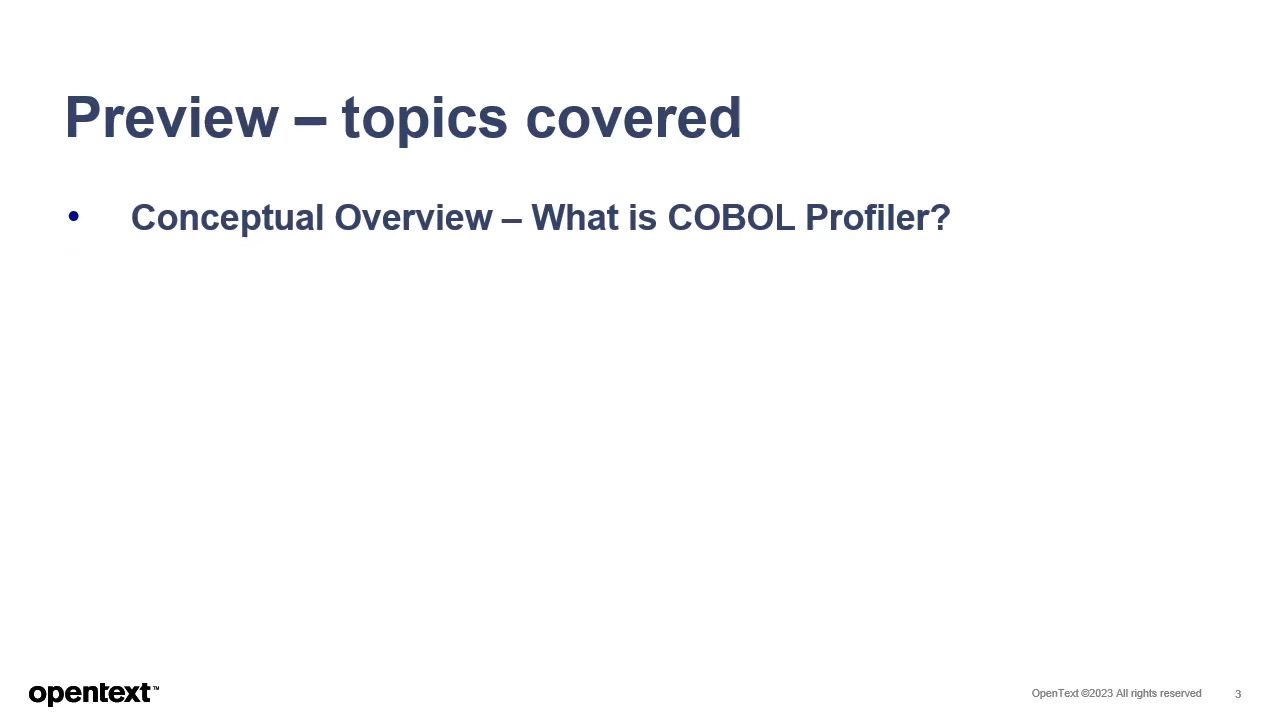 Preview – topics covered
• Conceptual Overview – What is COBOL Profiler?
opentext™
OpenText ©2023 All rights reserved 3